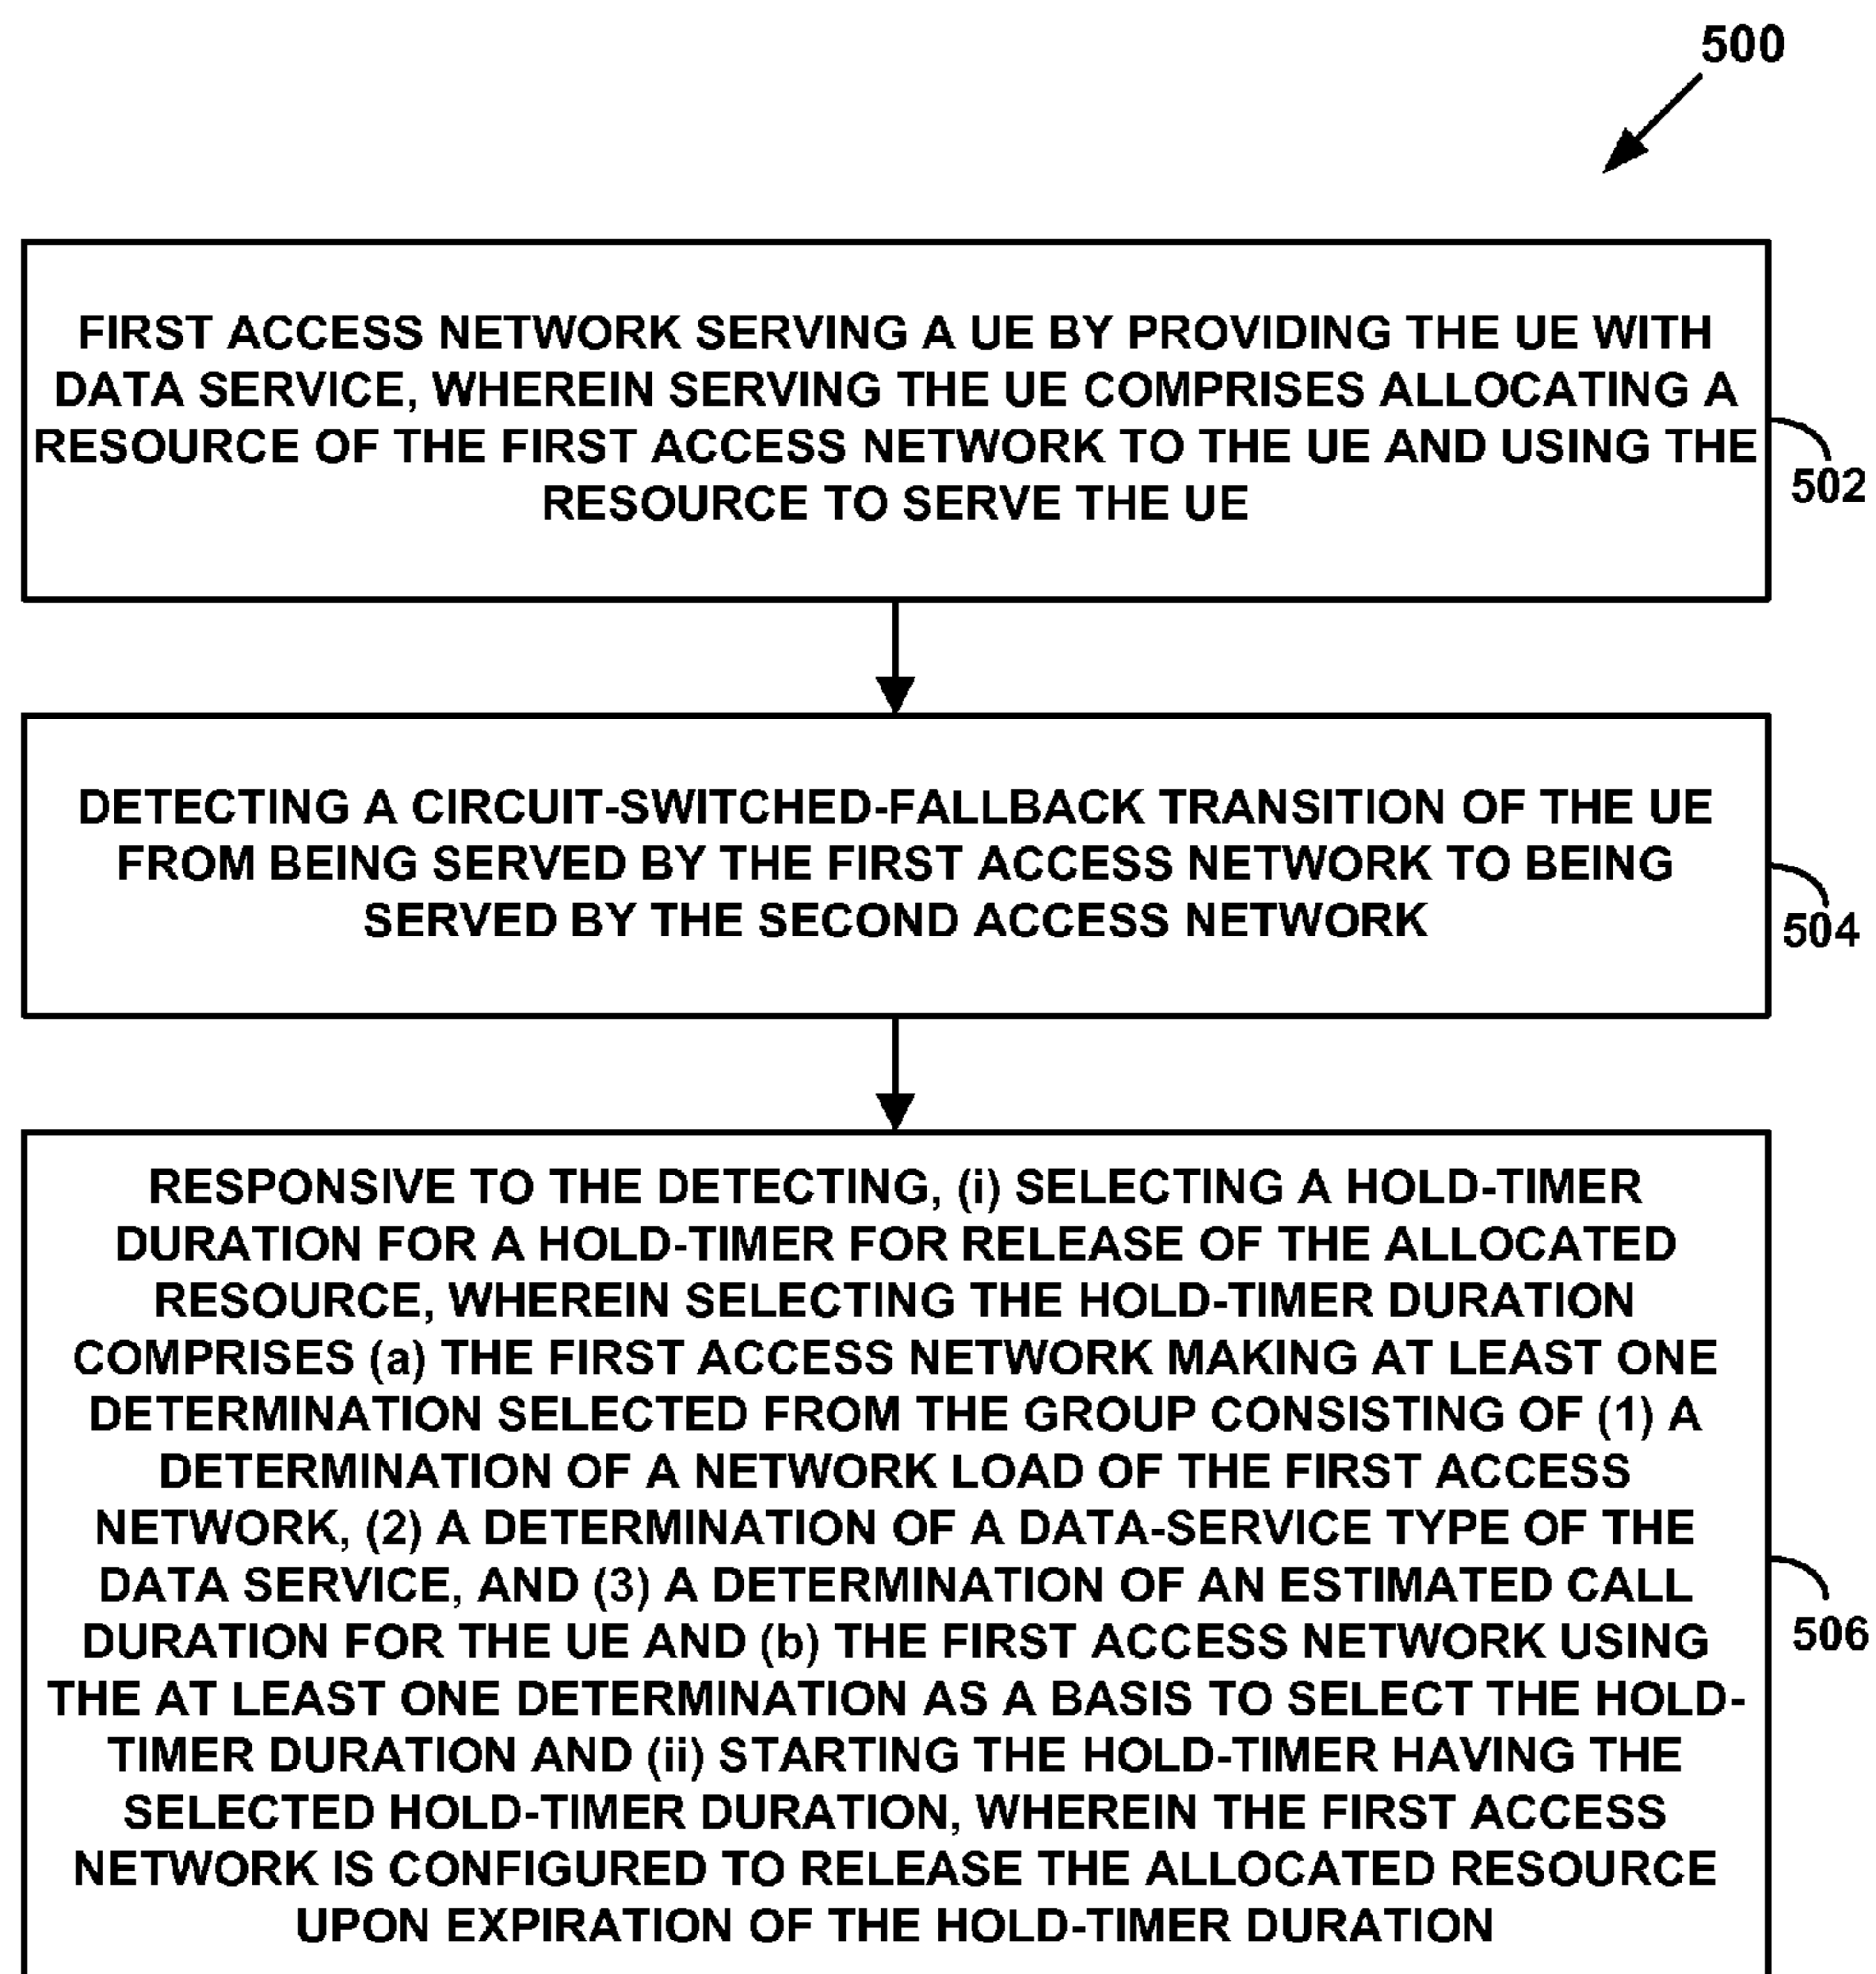 500
FIRST ACCESS NETWORK SERVING A UE BY PROVIDING THE UE WITH
DATA SERVICE, WHEREIN SERVING THE UE COMPRISES ALLOCATING A
RESOURCE OF THE FIRST ACCESS NETWORK TO THE UE AND USING THE
RESOURCE TO SERVE THE UE
502
DETECTING A CIRCUIT-SWITCHED-FALLBACK TRANSITION OF THE UE
FROM BEING SERVED BY THE FIRST ACCESS NETWORK TO BEING
SERVED BY THE SECOND ACCESS NETWORK
504
RESPONSIVE TO THE DETECTING, (i) SELECTING A HOLD-TIMER
DURATION FOR A HOLD-TIMER FOR RELEASE OF THE ALLOCATED
RESOURCE, WHEREIN SELECTING THE HOLD-TIMER DURATION
COMPRISES (a) THE FIRST ACCESS NETWORK MAKING AT LEAST ONE
DETERMINATION SELECTED FROM THE GROUP CONSISTING OF (1) A
DETERMINATION OF A NETWORK LOAD OF THE FIRST ACCESS
NETWORK, (2) A DETERMINATION OF A DATA-SERVICE TYPE OF THE
DATA SERVICE, AND (3) A DETERMINATION OF AN ESTIMATED CALL
DURATION FOR THE UE AND (b) THE FIRST ACCESS NETWORK USING
THE AT LEAST ONE DETERMINATION AS A BASIS TO SELECT THE HOLD-
TIMER DURATION AND (ii) STARTING THE HOLD-TIMER HAVING THE
SELECTED HOLD-TIMER DURATION, WHEREIN THE FIRST ACCESS
NETWORK IS CONFIGURED TO RELEASE THE ALLOCATED RESOURCE
UPON EXPIRATION OF THE HOLD-TIMER DURATION
506